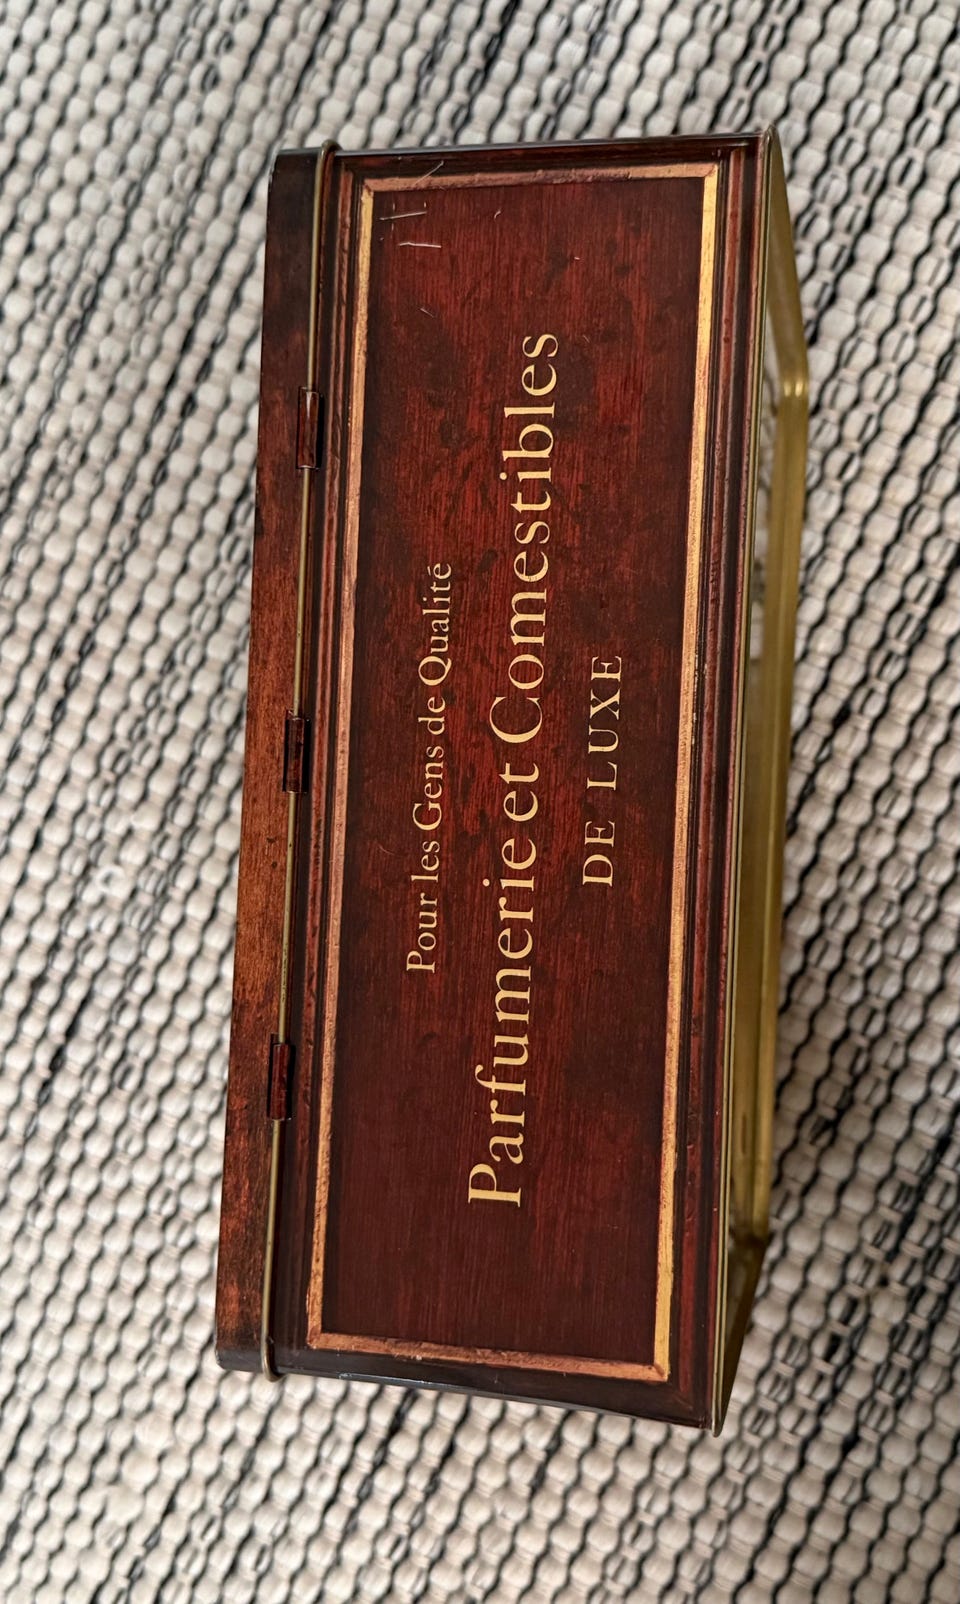 Pour les Gens de Qualité
Parfumerie et Comestibles
DE LUXE